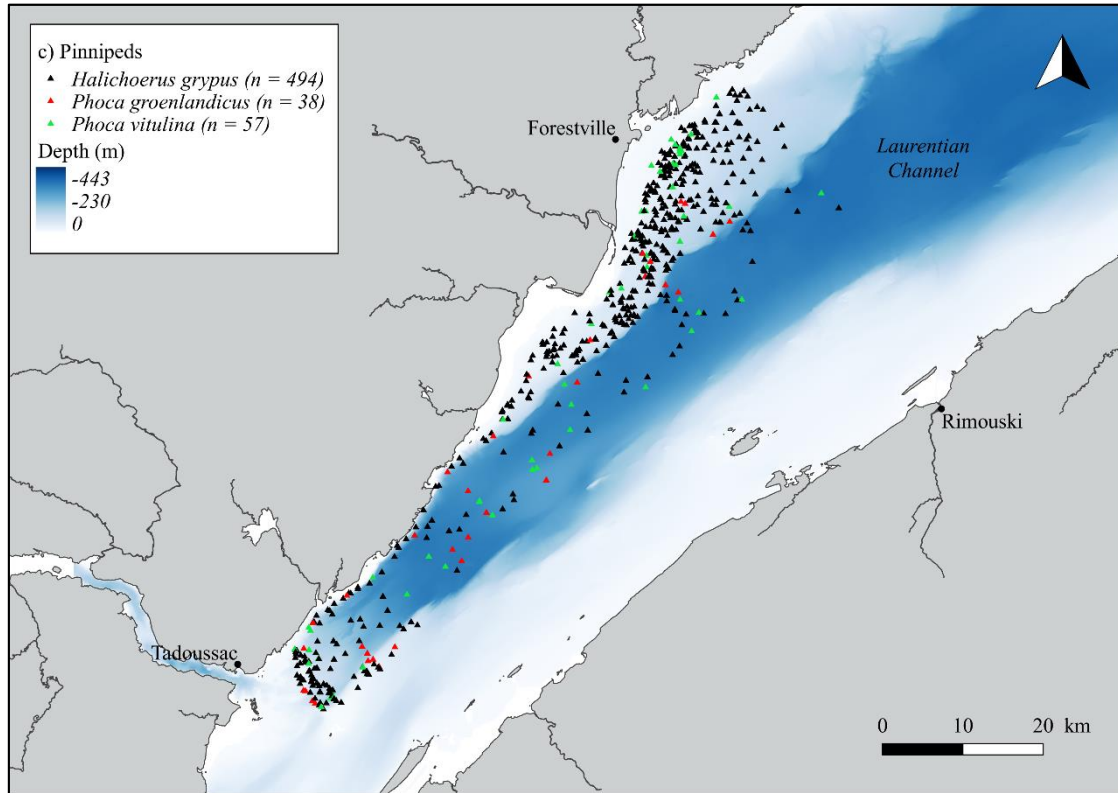 c) Pinnipeds
Halichoerus grypus (n = 494)
Phoca groenlandicus (n = 38)
Phoca vitulina (n = 57)
Depth (m)
-443
-230
0
Forestville
Laurentian
Channel
Rimouski
Tadoussac
0 10 20 km